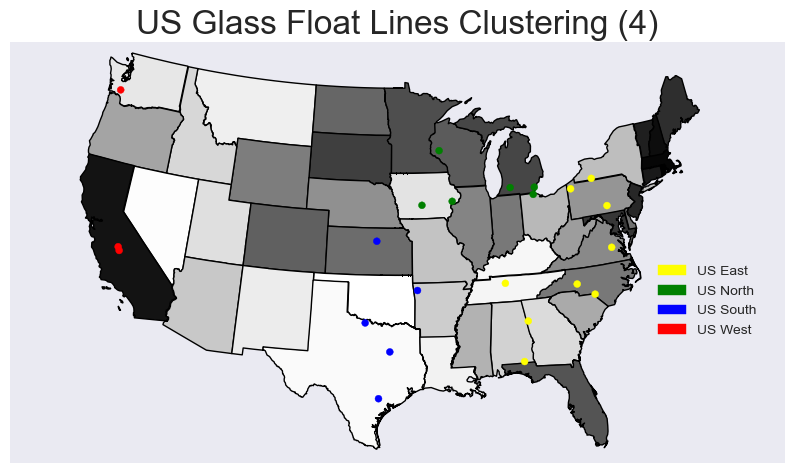 US Glass Float Lines Clustering (4)
US East
US North
US South
US West